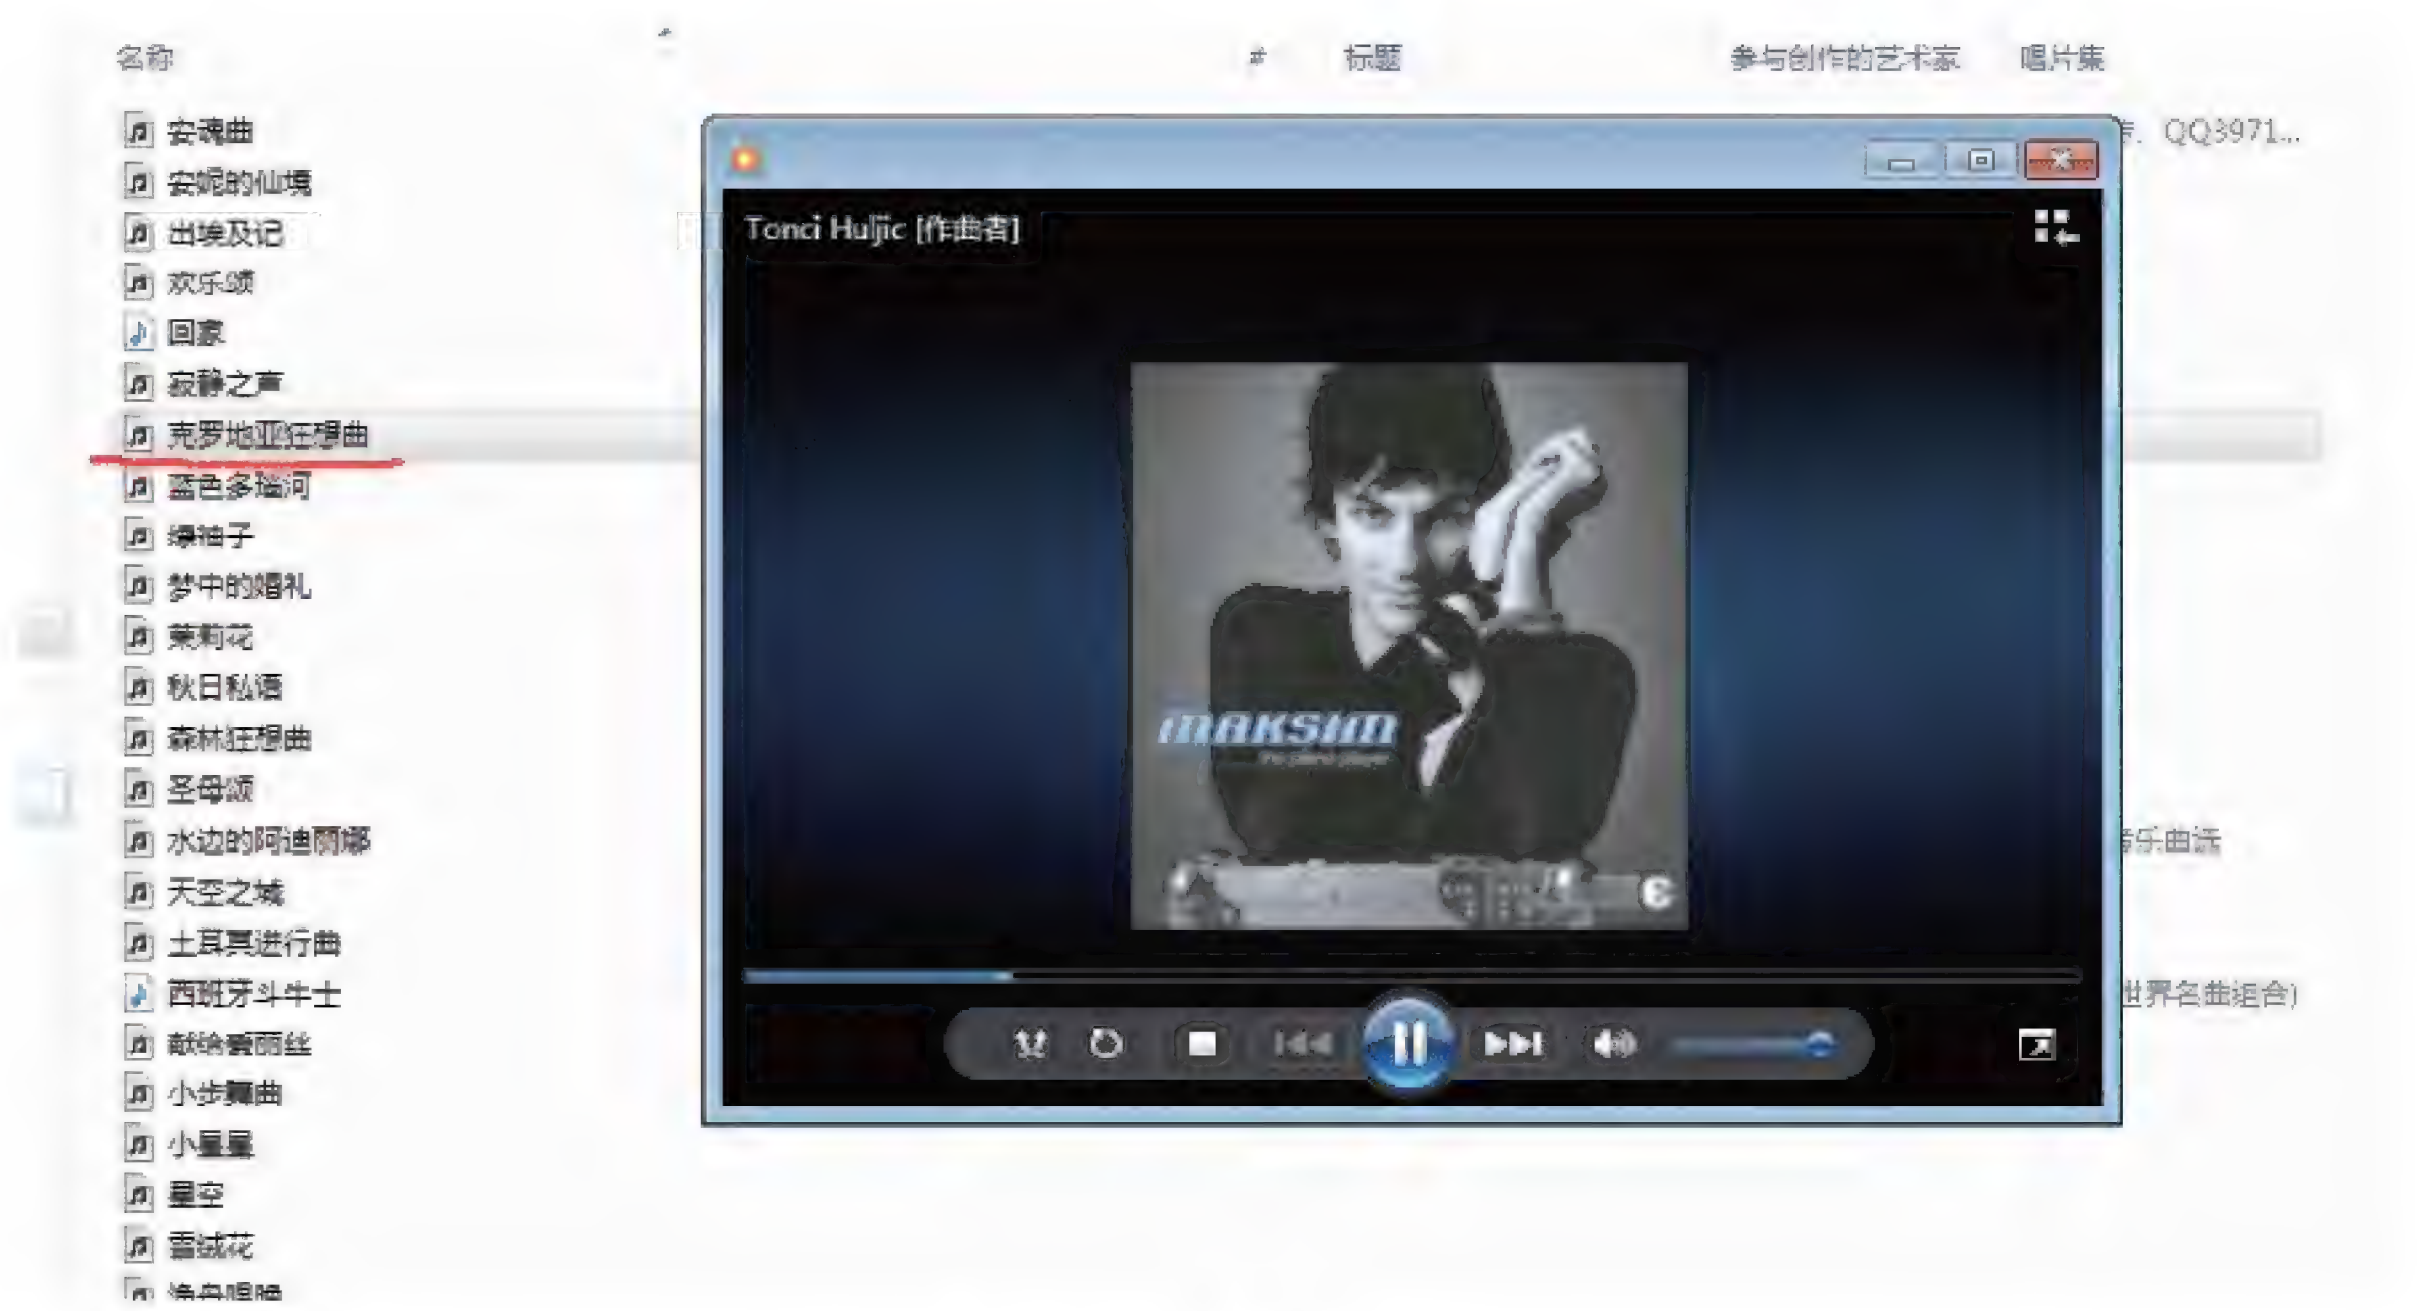 名称
#
标题
参与创作的艺术家
唱片集
安魂曲
QQ3971...
安妮的仙境
出埃及记
Tonci Huljic [作曲者]
欢乐颂
回家
寂静之声
克罗地亚狂想曲
蓝色多瑙河
绿袖子
梦中的婚礼
茉莉花
秋日私语
maksim
the piano player
森林狂想曲
圣母颂
水边的阿迪丽娜
乐曲选
天空之城
土耳其进行曲
西班牙斗牛士
世界名曲组合)
献给爱丽丝
小步舞曲
小星星
星空
雪绒花